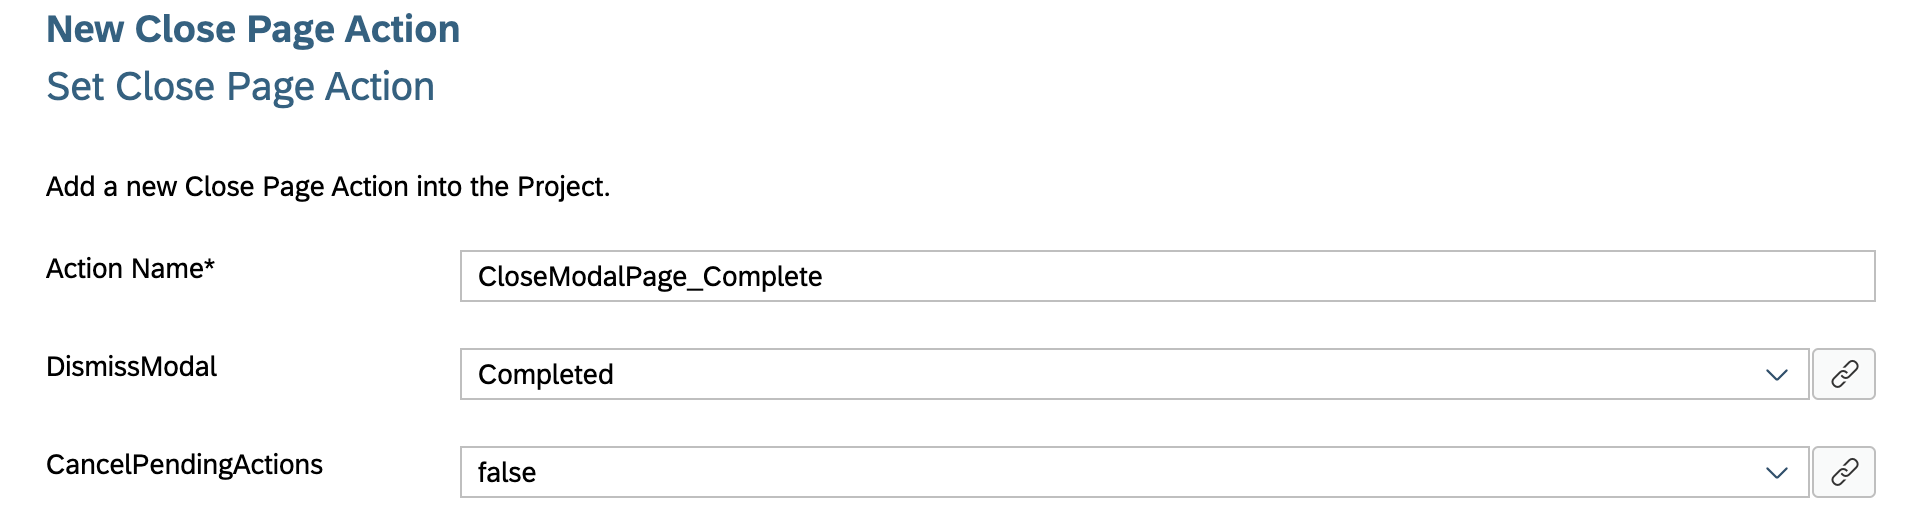 New Close Page Action
Set Close Page Action
Add a new Close Page Action into the Project.
Action Name*
CloseModalPage_Complete
DismissModal
Completed
CancelPendingActions
false